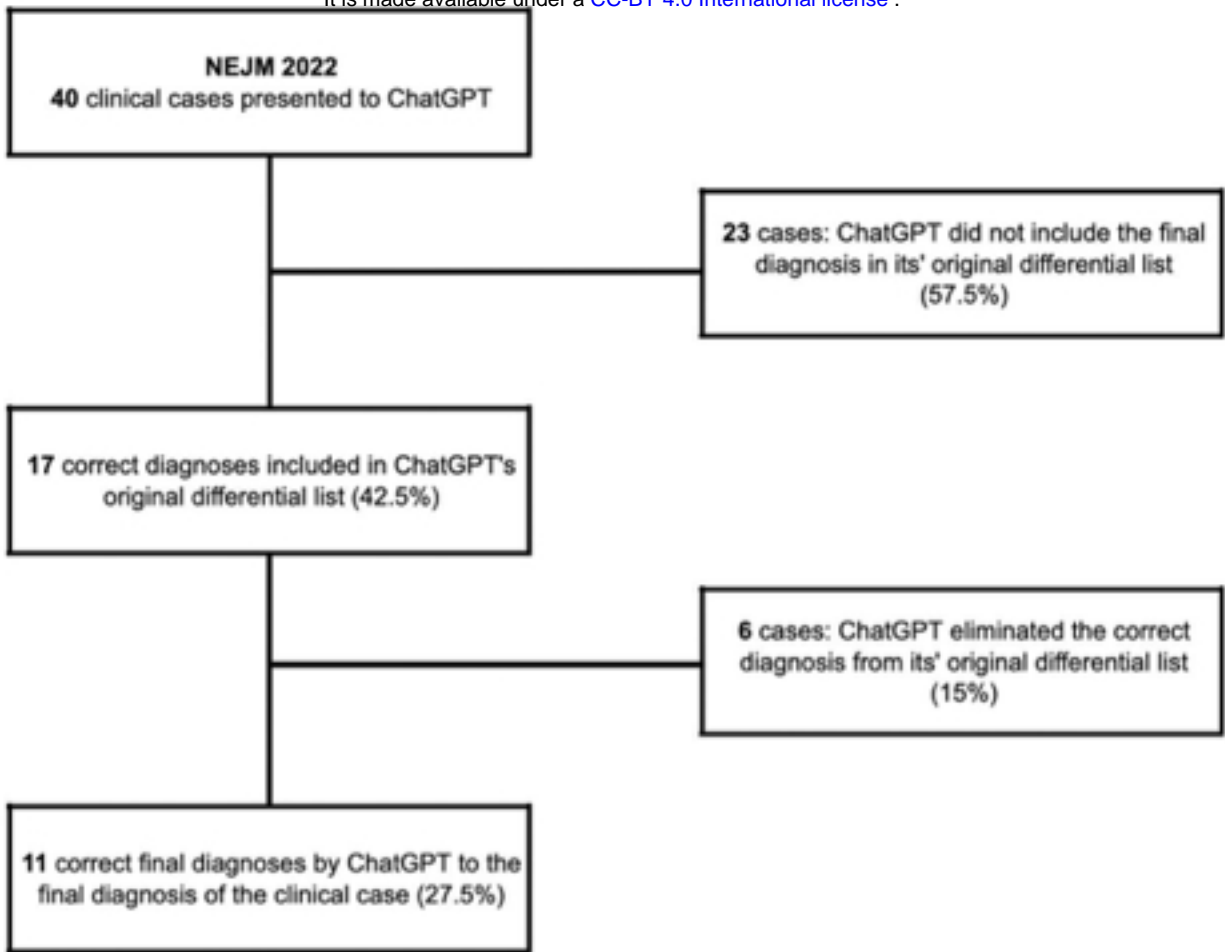 It is made available under a CC-BY 4.0 International license .
NEJM 2022
40 clinical cases presented to ChatGPT
23 cases: ChatGPT did not include the final
diagnosis in its' original differential list
(57.5%)
17 correct diagnoses included in ChatGPT's
original differential list (42.5%)
6 cases: ChatGPT eliminated the correct
diagnosis from its' original differential list
(15%)
11 correct final diagnoses by ChatGPT to the
final diagnosis of the clinical case (27.5%)